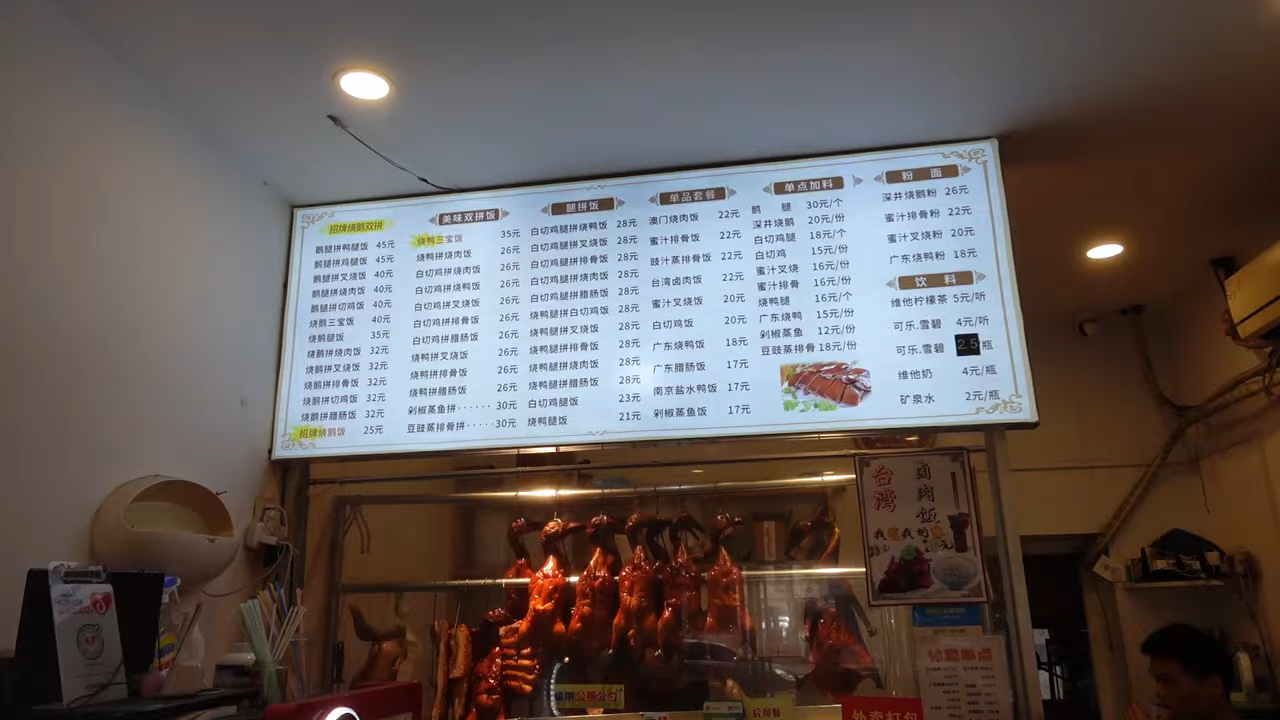 招牌烧鹅双拼
鹅腿拼鸭腿饭 45元
鹅腿拼鸡腿饭 45元
鹅腿拼叉烧饭 40元
鹅腿拼烧肉饭 40元
鹅腿拼切鸡饭 40元
烧鹅三宝饭 40元
烧鹅腿饭 35元
烧鹅拼烧肉饭 32元
烧鹅拼叉烧饭 32元
烧鹅拼排骨饭 32元
烧鹅拼切鸡饭 32元
烧鹅拼腊肠饭 32元
招牌烧鹅饭 25元
美味双拼饭
烧鸭三宝饭 35元
烧鸭拼烧肉饭 26元
白切鸡拼烧肉饭 26元
白切鸡拼烧鸭饭 26元
白切鸡拼叉烧饭 26元
白切鸡拼排骨饭 26元
白切鸡拼腊肠饭 26元
烧鸭拼叉烧饭 26元
烧鸭拼排骨饭 26元
烧鸭拼腊肠饭 26元
剁椒蒸鱼拼······30元
豆豉蒸排骨拼·····30元
腿拼饭
白切鸡腿拼烧鸭饭 28元
白切鸡腿拼叉烧饭 28元
白切鸡腿拼排骨饭 28元
白切鸡腿拼烧肉饭 28元
白切鸡腿拼腊肠饭 28元
烧鸭腿拼白切鸡饭 28元
烧鸭腿拼叉烧饭 28元
烧鸭腿拼排骨饭 28元
烧鸭腿拼烧肉饭 28元
烧鸭腿拼腊肠饭 28元
白切鸡腿饭 23元
烧鸭腿饭 21元
单品套餐
澳门烧肉饭 22元
蜜汁排骨饭 22元
豉汁蒸排骨饭 22元
台湾卤肉饭 22元
蜜汁叉烧饭 20元
白切鸡饭 20元
广东烧鸭饭 18元
广东腊肠饭 17元
南京盐水鸭饭 17元
剁椒蒸鱼饭 17元
单点加料
鹅 腿 30元/个
深井烧鹅 20元/份
白切鸡腿 18元/个
白切鸡 15元/份
蜜汁叉烧 16元/份
蜜汁排骨 16元/份
烧鸭腿 16元/个
广东烧鸭 15元/份
剁椒蒸鱼 12元/份
豆豉蒸排骨 18元/份
粉 面
深井烧鹅粉 26元
蜜汁排骨粉 22元
蜜汁叉烧粉 20元
广东烧鸭粉 18元
饮 料
维他柠檬茶 5元/听
可乐.雪碧 4元/听
可乐.雪碧 2.5瓶
维他奶 4元/瓶
矿泉水 2元/瓶
台湾
卤肉饭
公筷公勺
后厨餐
外卖打包